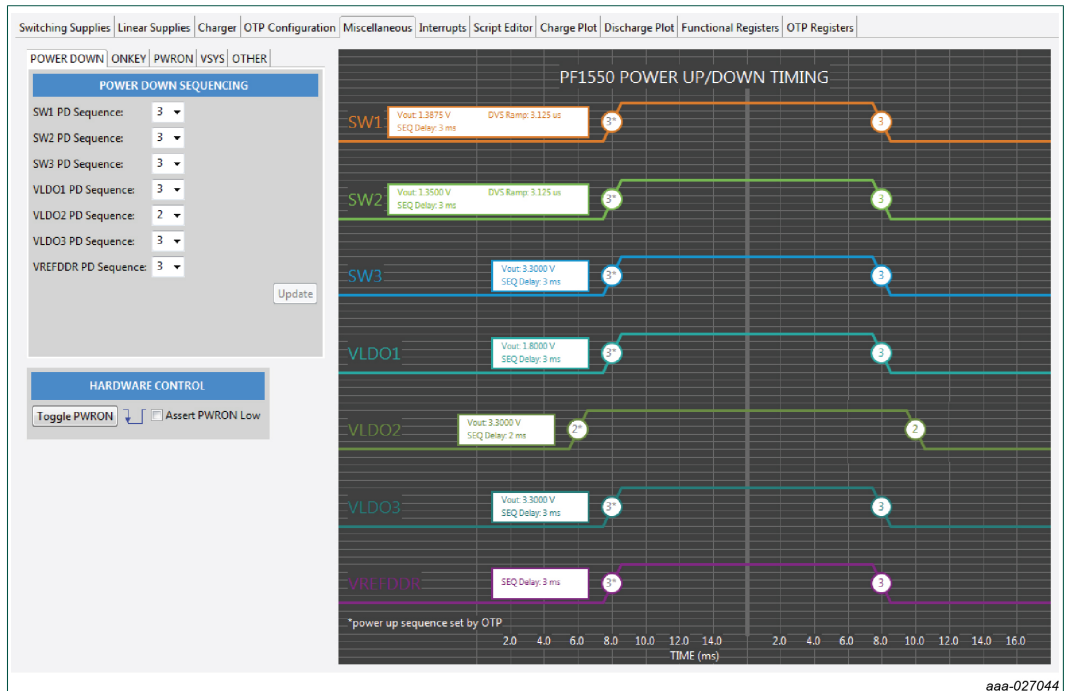 Switching Supplies Linear Supplies Charger OTP Configuration Miscellaneous Interrupts Script Editor Charge Plot Discharge Plot Functional Registers OTP Registers
POWER DOWN ONKEY PWRON VSYS OTHER
POWER DOWN SEQUENCING
SW1 PD Sequence: 3
SW2 PD Sequence: 3
SW3 PD Sequence: 3
VLDO1 PD Sequence: 3
VLDO2 PD Sequence: 2
VLDO3 PD Sequence: 3
VREFDDR PD Sequence: 3
Update
HARDWARE CONTROL
Toggle PWRON Assert PWRON Low
PF1550 POWER UP/DOWN TIMING
SW1 Vout: 1.3875 V DVS Ramp: 3.125 us 3* 3
SEQ Delay: 3 ms
SW2 Vout: 1.3500 V DVS Ramp: 3.125 us 3* 3
SEQ Delay: 3 ms
SW3 Vout: 3.3000 V 3* 3
SEQ Delay: 3 ms
VLDO1 Vout: 1.8000 V 3* 3
SEQ Delay: 3 ms
VLDO2 Vout: 3.3000 V 2* 2
SEQ Delay: 2 ms
VLDO3 Vout: 3.3000 V 3* 3
SEQ Delay: 3 ms
VREFDDR SEQ Delay: 3 ms 3* 3
*power up sequence set by OTP
2.0 4.0 6.0 8.0 10.0 12.0 14.0 2.0 4.0 6.0 8.0 10.0 12.0 14.0 16.0
TIME (ms)
aaa-027044